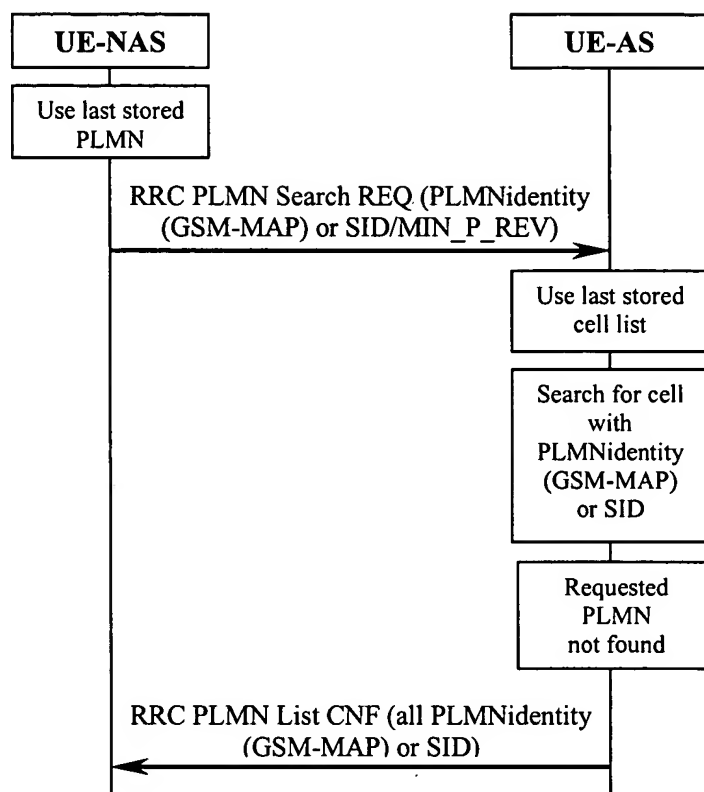 UE-NAS
UE-AS
Use last stored
PLMN
RRC PLMN Search REQ (PLMNidentity
(GSM-MAP) or SID/MIN_P_REV)
Use last stored
cell list
Search for cell
with
PLMNidentity
(GSM-MAP)
or SID
Requested
PLMN
not found
RRC PLMN List CNF (all PLMNidentity
(GSM-MAP) or SID)